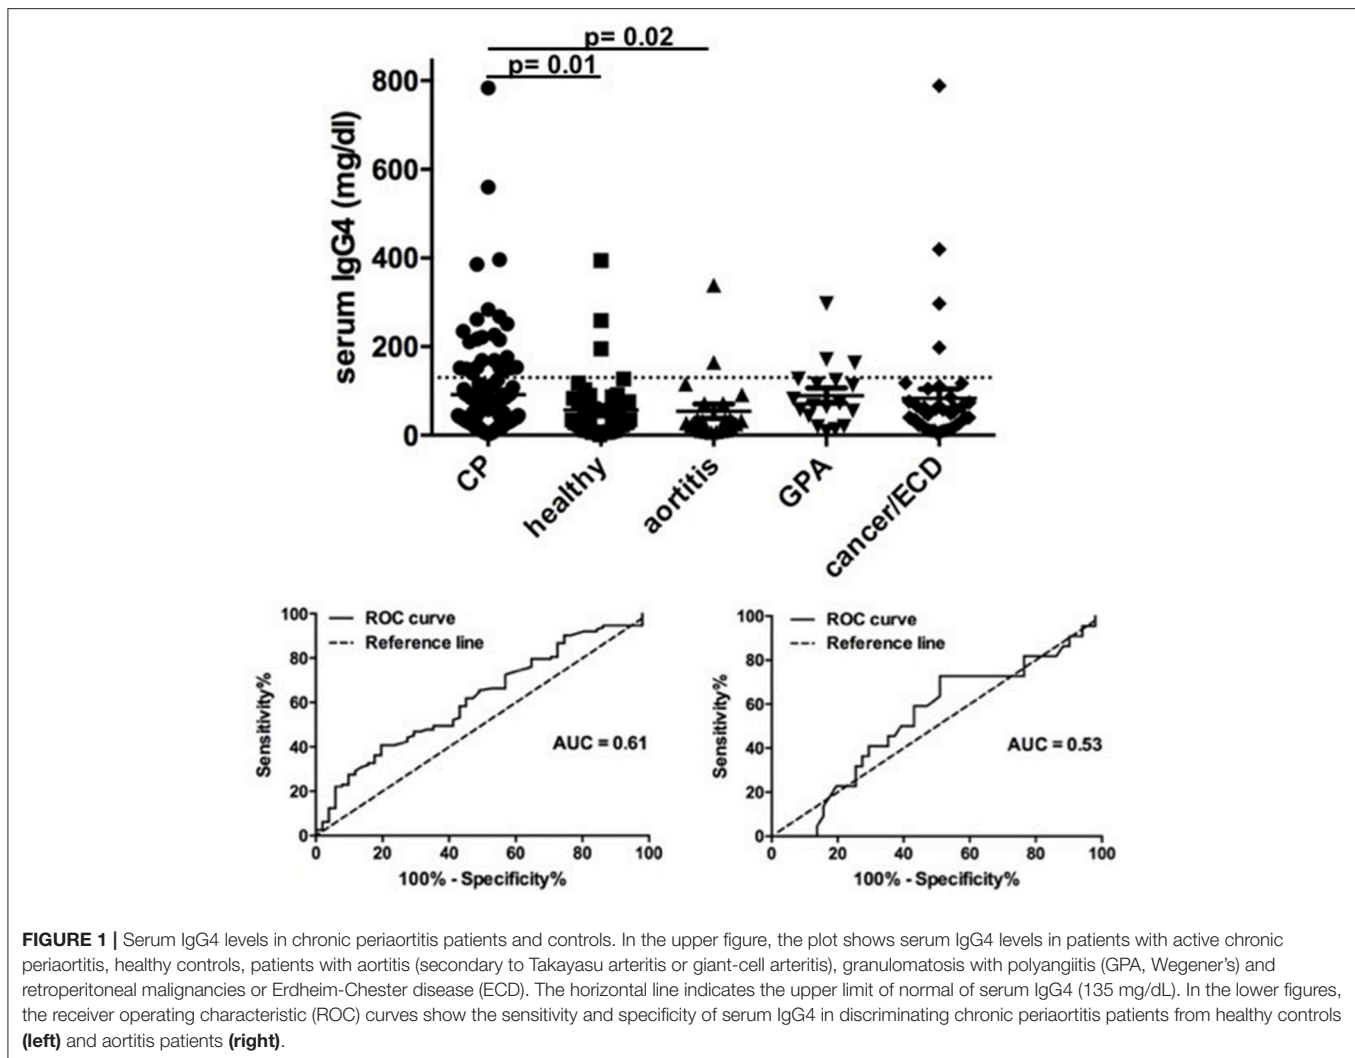 p= 0.02
p= 0.01
serum IgG4 (mg/dl)
800
600
400
200
0
CP
healthy
aortitis
GPA
cancer/ECD
100
80
60
40
20
0
Sensitivity%
ROC curve
Reference line
AUC = 0.61
0 20 40 60 80 100
100% - Specificity%
100
80
60
40
20
0
Sensitivity%
ROC curve
Reference line
AUC = 0.53
0 20 40 60 80 100
100% - Specificity%
FIGURE 1 | Serum IgG4 levels in chronic periaortitis patients and controls. In the upper figure, the plot shows serum IgG4 levels in patients with active chronic
periaortitis, healthy controls, patients with aortitis (secondary to Takayasu arteritis or giant-cell arteritis), granulomatosis with polyangiitis (GPA, Wegener's) and
retroperitoneal malignancies or Erdheim-Chester disease (ECD). The horizontal line indicates the upper limit of normal of serum IgG4 (135 mg/dL). In the lower figures,
the receiver operating characteristic (ROC) curves show the sensitivity and specificity of serum IgG4 in discriminating chronic periaortitis patients from healthy controls
(left) and aortitis patients (right).